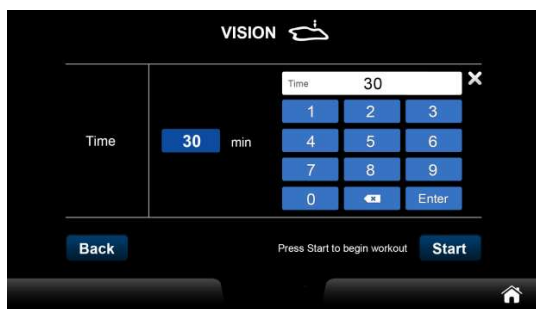 VISION
Time 30
1 2 3
Time 30 min 4 5 6
7 8 9
0 Enter
Back Press Start to begin workout Start